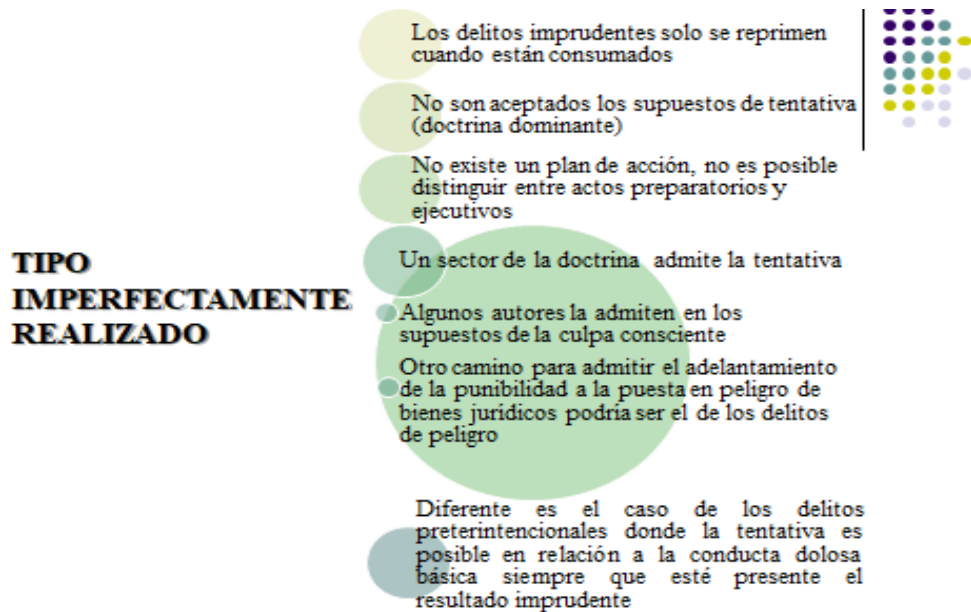 TIPO
IMPERFECTAMENTE
REALIZADO
Los delitos imprudentes solo se reprimen
cuando están consumados
No son aceptados los supuestos de tentativa
(doctrina dominante)
No existe un plan de acción, no es posible
distinguir entre actos preparatorios y
ejecutivos
Un sector de la doctrina admite la tentativa
Algunos autores la admiten en los
supuestos de la culpa consciente
Otro camino para admitir el adelantamiento
de la punibilidad a la puesta en peligro de
bienes jurídicos podría ser el de los delitos
de peligro
Diferente es el caso de los delitos
preterintencionales donde la tentativa es
posible en relación a la conducta dolosa
básica siempre que esté presente el
resultado imprudente